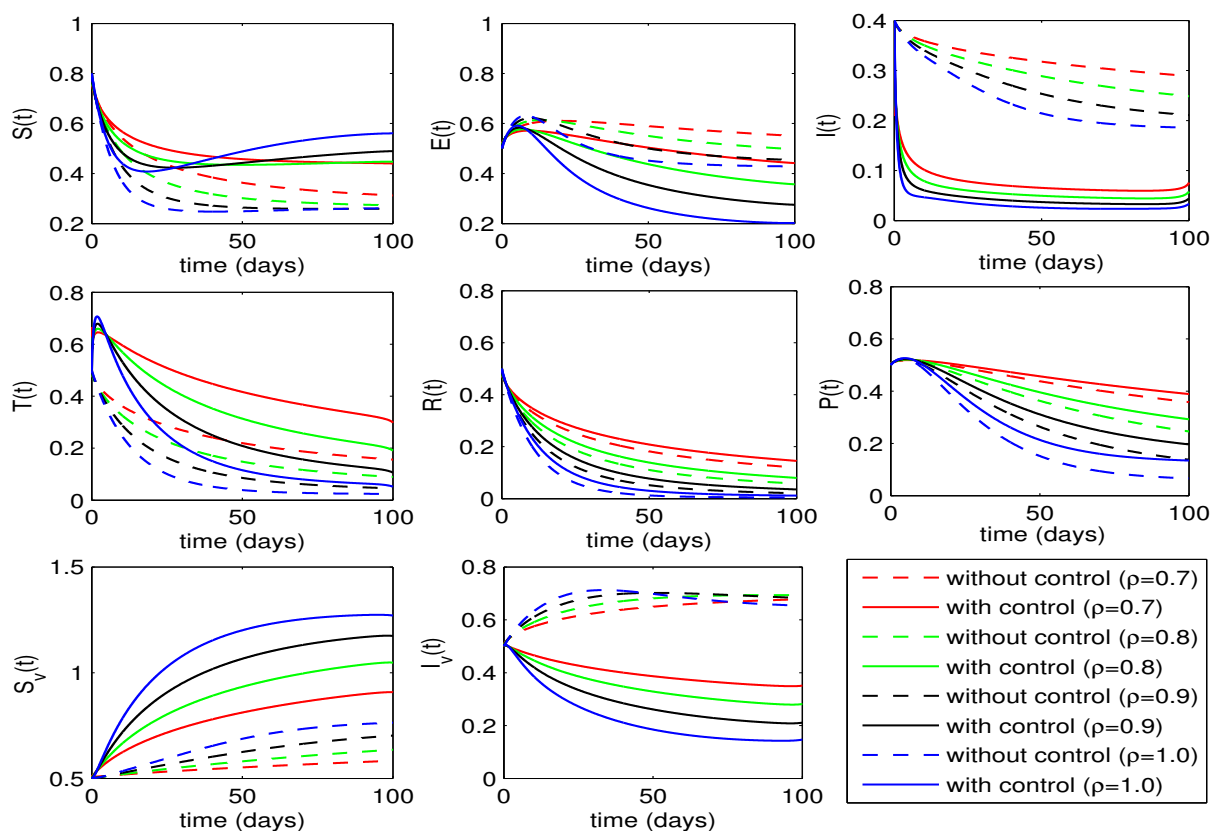 1
0.8
0.6
0.4
0.2
S(t)
0
50
100
time (days)
1
0.8
0.6
0.4
0.2
E(t)
0
50
100
time (days)
0.4
0.3
0.2
0.1
0
I(t)
0
50
100
time (days)
0.8
0.6
0.4
0.2
0
T(t)
0
50
100
time (days)
0.8
0.6
0.4
0.2
0
R(t)
0
50
100
time (days)
0.8
0.6
0.4
0.2
0
P(t)
0
50
100
time (days)
1.5
1
0.5
S_v(t)
0
50
100
time (days)
0.8
0.6
0.4
0.2
0
I_v(t)
0
50
100
time (days)
without control (ρ=0.7)
with control (ρ=0.7)
without control (ρ=0.8)
with control (ρ=0.8)
without control (ρ=0.9)
with control (ρ=0.9)
without control (ρ=1.0)
with control (ρ=1.0)